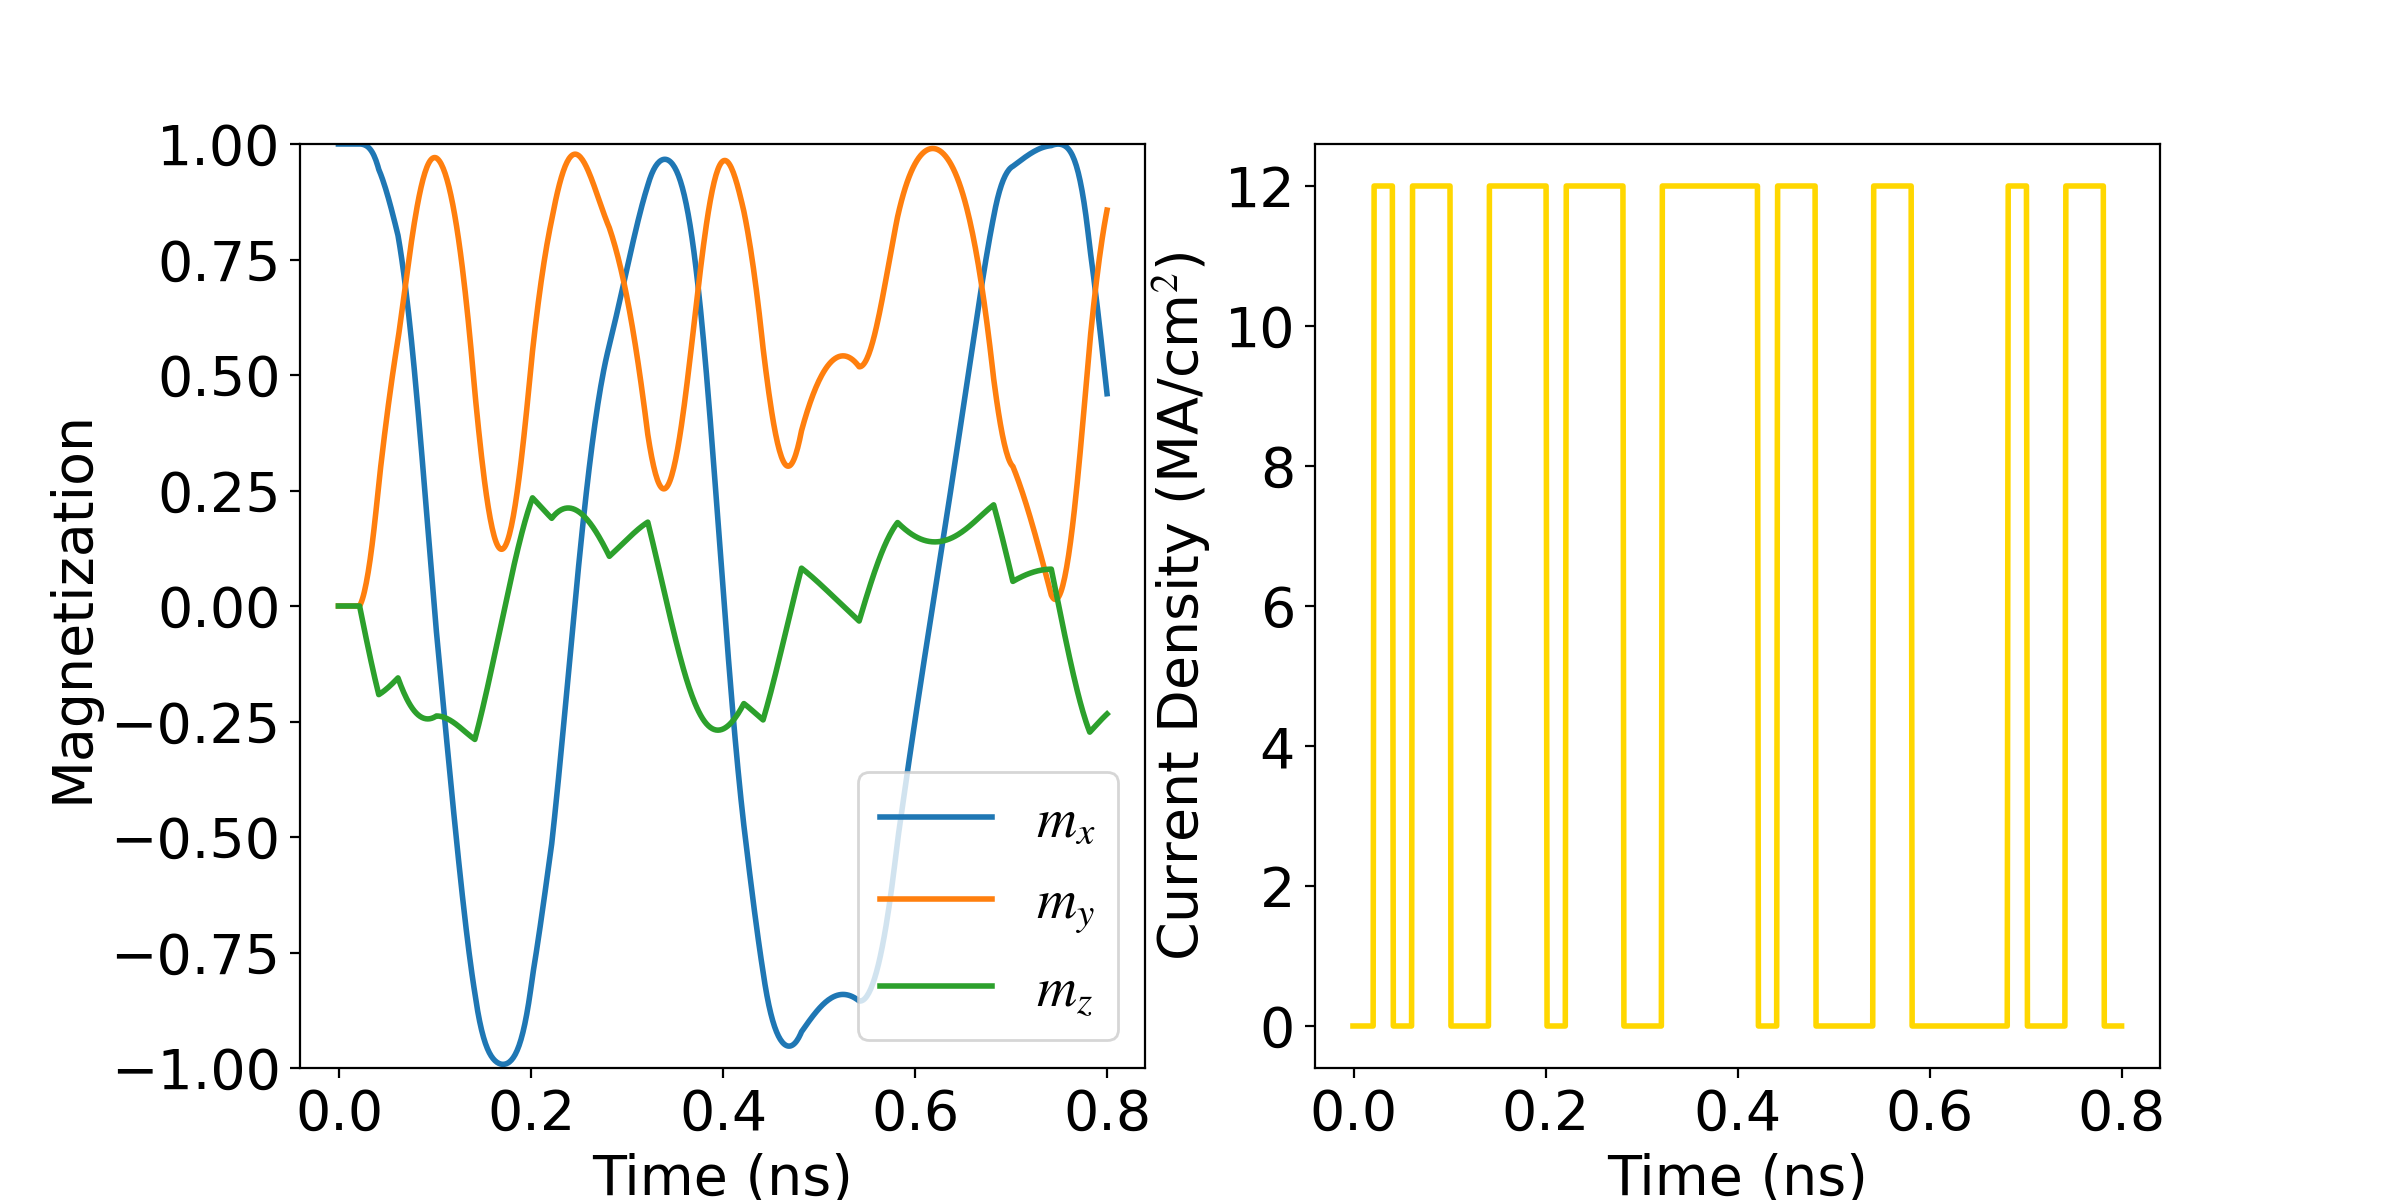 1.00
0.75
0.50
0.25
0.00
−0.25
−0.50
−0.75
−1.00
Magnetization
0.0 0.2 0.4 0.6 0.8
Time (ns)
m_x
m_y
m_z
12
10
8
6
4
2
0
Current Density (MA/cm²)
0.0 0.2 0.4 0.6 0.8
Time (ns)